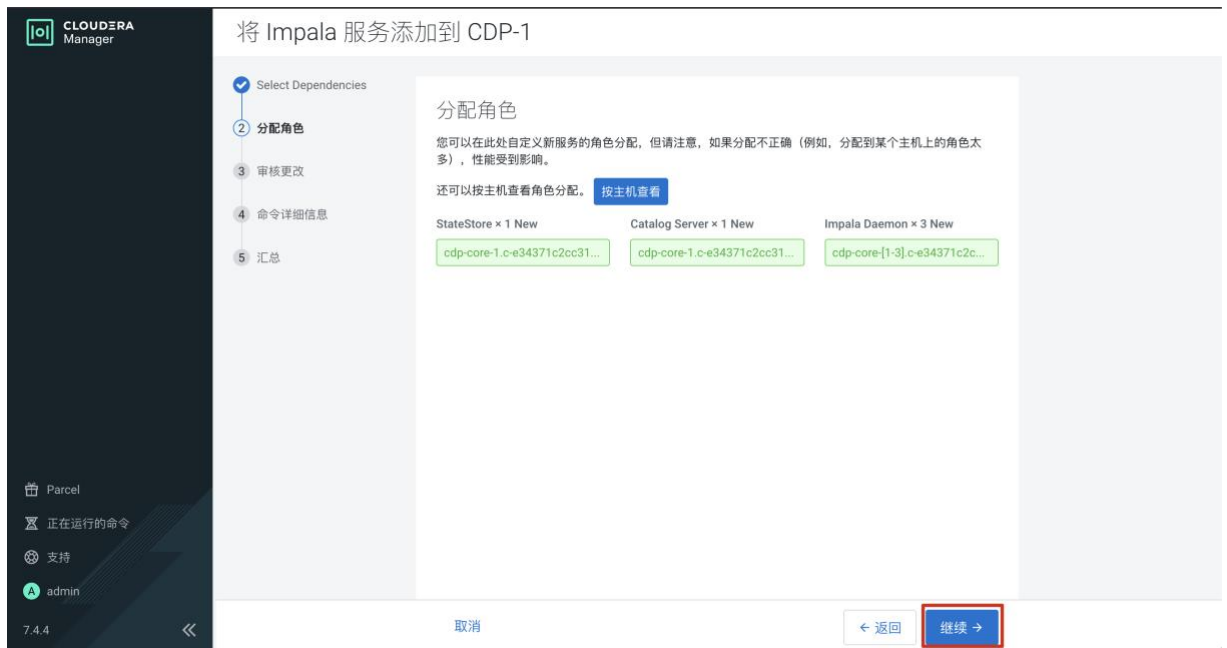 CLOUDERA
Manager
将 Impala 服务添加到 CDP-1
Select Dependencies
2 分配角色
3 审核更改
4 命令详细信息
5 汇总
分配角色
您可以在此处自定义新服务的角色分配，但请注意，如果分配不正确（例如，分配到某个主机上的角色太
多），性能受到影响。
还可以按主机查看角色分配。 按主机查看
StateStore × 1 New
Catalog Server × 1 New
Impala Daemon × 3 New
cdp-core-1.c-e34371c2cc31...
cdp-core-1.c-e34371c2cc31...
cdp-core-[1-3].c-e34371c2c...
Parcel
正在运行的命令
支持
A admin
7.4.4
取消
← 返回
继续 →